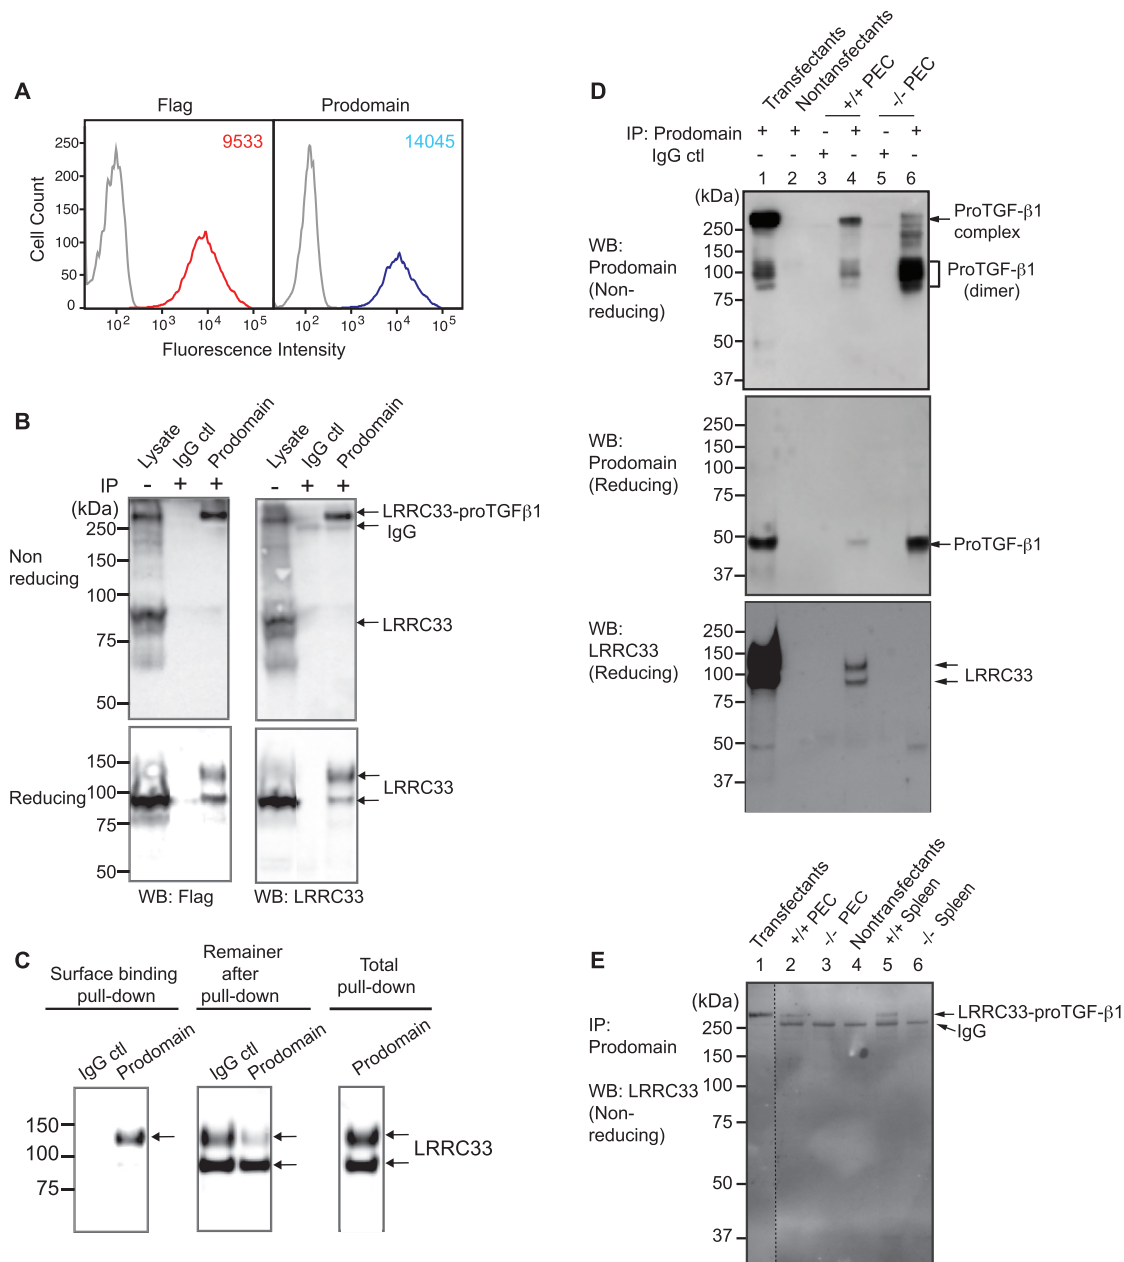 A
Flag
Prodomain
9533
14045
Cell Count
250
200
150
100
50
0
10^2
10^3
10^4
10^5
10^2
10^3
10^4
10^5
Fluorescence Intensity
B
Lysate
IgG ctl
Prodomain
Lysate
IgG ctl
Prodomain
IP
-
+
+
-
+
+
(kDa)
250
150
100
75
50
Non
reducing
LRRC33-proTGFβ1
IgG
LRRC33
150
100
75
50
Reducing
LRRC33
WB: Flag
WB: LRRC33
C
Surface binding
pull-down
Remainer
after
pull-down
Total
pull-down
IgG ctl
Prodomain
IgG ctl
Prodomain
Prodomain
150
100
75
LRRC33
D
Transfectants
Nontansfectants
+/+ PEC
-/- PEC
IP: Prodomain
+
+
-
+
-
+
IgG ctl
-
-
+
-
+
-
1
2
3
4
5
6
(kDa)
250
150
100
75
50
37
WB:
Prodomain
(Non-
reducing)
ProTGF-β1
complex
ProTGF-β1
(dimer)
250
150
100
75
50
37
WB:
Prodomain
(Reducing)
ProTGF-β1
250
150
100
75
50
37
WB:
LRRC33
(Reducing)
LRRC33
E
Transfectants
+/+ PEC
-/- PEC
Nontransfectants
+/+ Spleen
-/- Spleen
1
2
3
4
5
6
(kDa)
250
150
100
75
50
37
IP:
Prodomain
WB: LRRC33
(Non-
reducing)
LRRC33-proTGF-β1
IgG